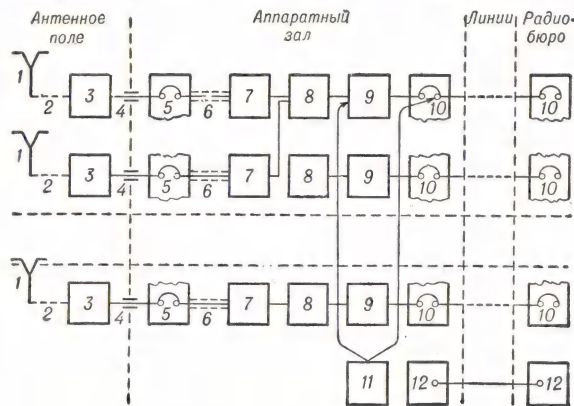 Антенное поле
Аппаратный зал
Линии
Радио-бюро
1 2 3 4 5 6 7 8 9 10 10
1 2 3 4 5 6 7 8 9 10 10
1 2 3 4 5 6 7 8 9 10 10
11 12 12